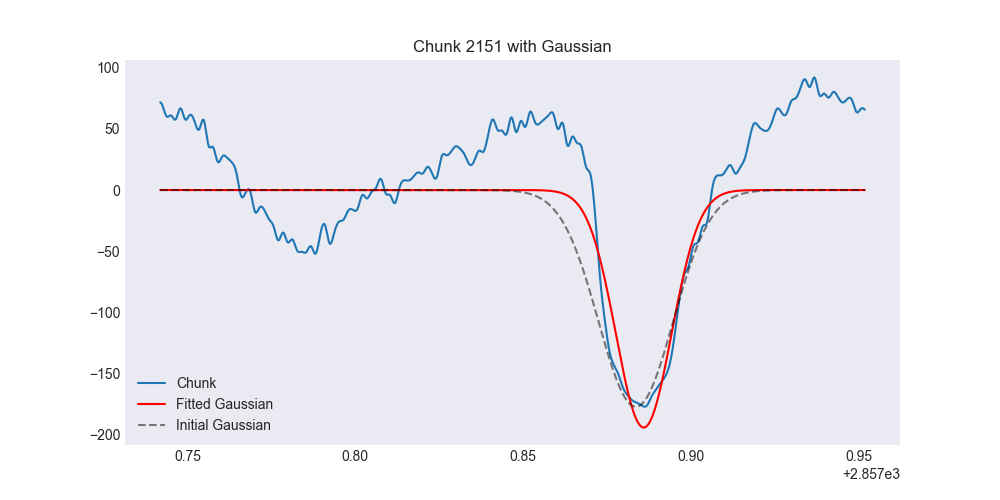 Chunk 2151 with Gaussian
100
50
0
−50
−100
−150
−200
Chunk
Fitted Gaussian
Initial Gaussian
0.75 0.80 0.85 0.90 0.95
+2.857e3